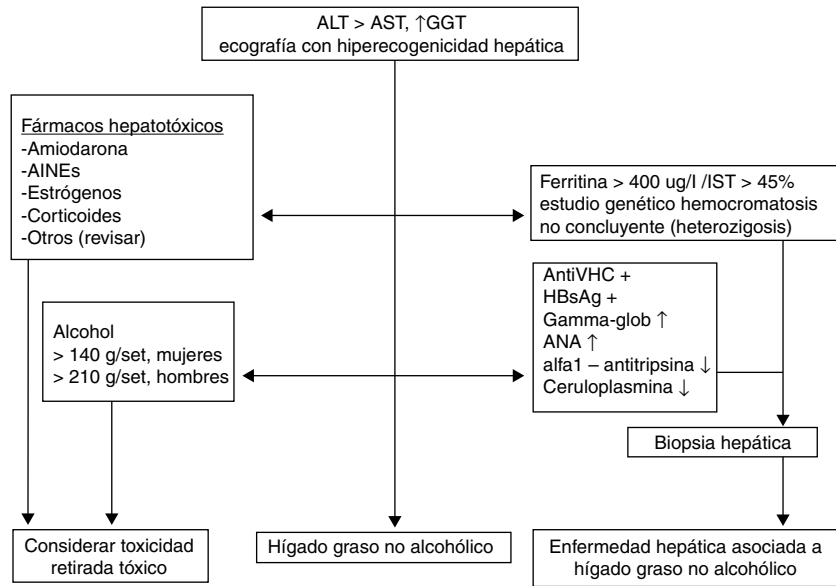 ALT > AST, ↑GGT
ecografía con hiperecogenicidad hepática
Fármacos hepatotóxicos
-Amiodarona
-AINEs
-Estrógenos
-Corticoides
-Otros (revisar)
Ferritina > 400 ug/l /IST > 45%
estudio genético hemocromatosis
no concluyente (heterozigosis)
Alcohol
> 140 g/set, mujeres
> 210 g/set, hombres
AntiVHC +
HBsAg +
Gamma-glob ↑
ANA ↑
alfa1 – antitripsina ↓
Ceruloplasmina ↓
Biopsia hepática
Considerar toxicidad
retirada tóxico
Hígado graso no alcohólico
Enfermedad hepática asociada a
hígado graso no alcohólico